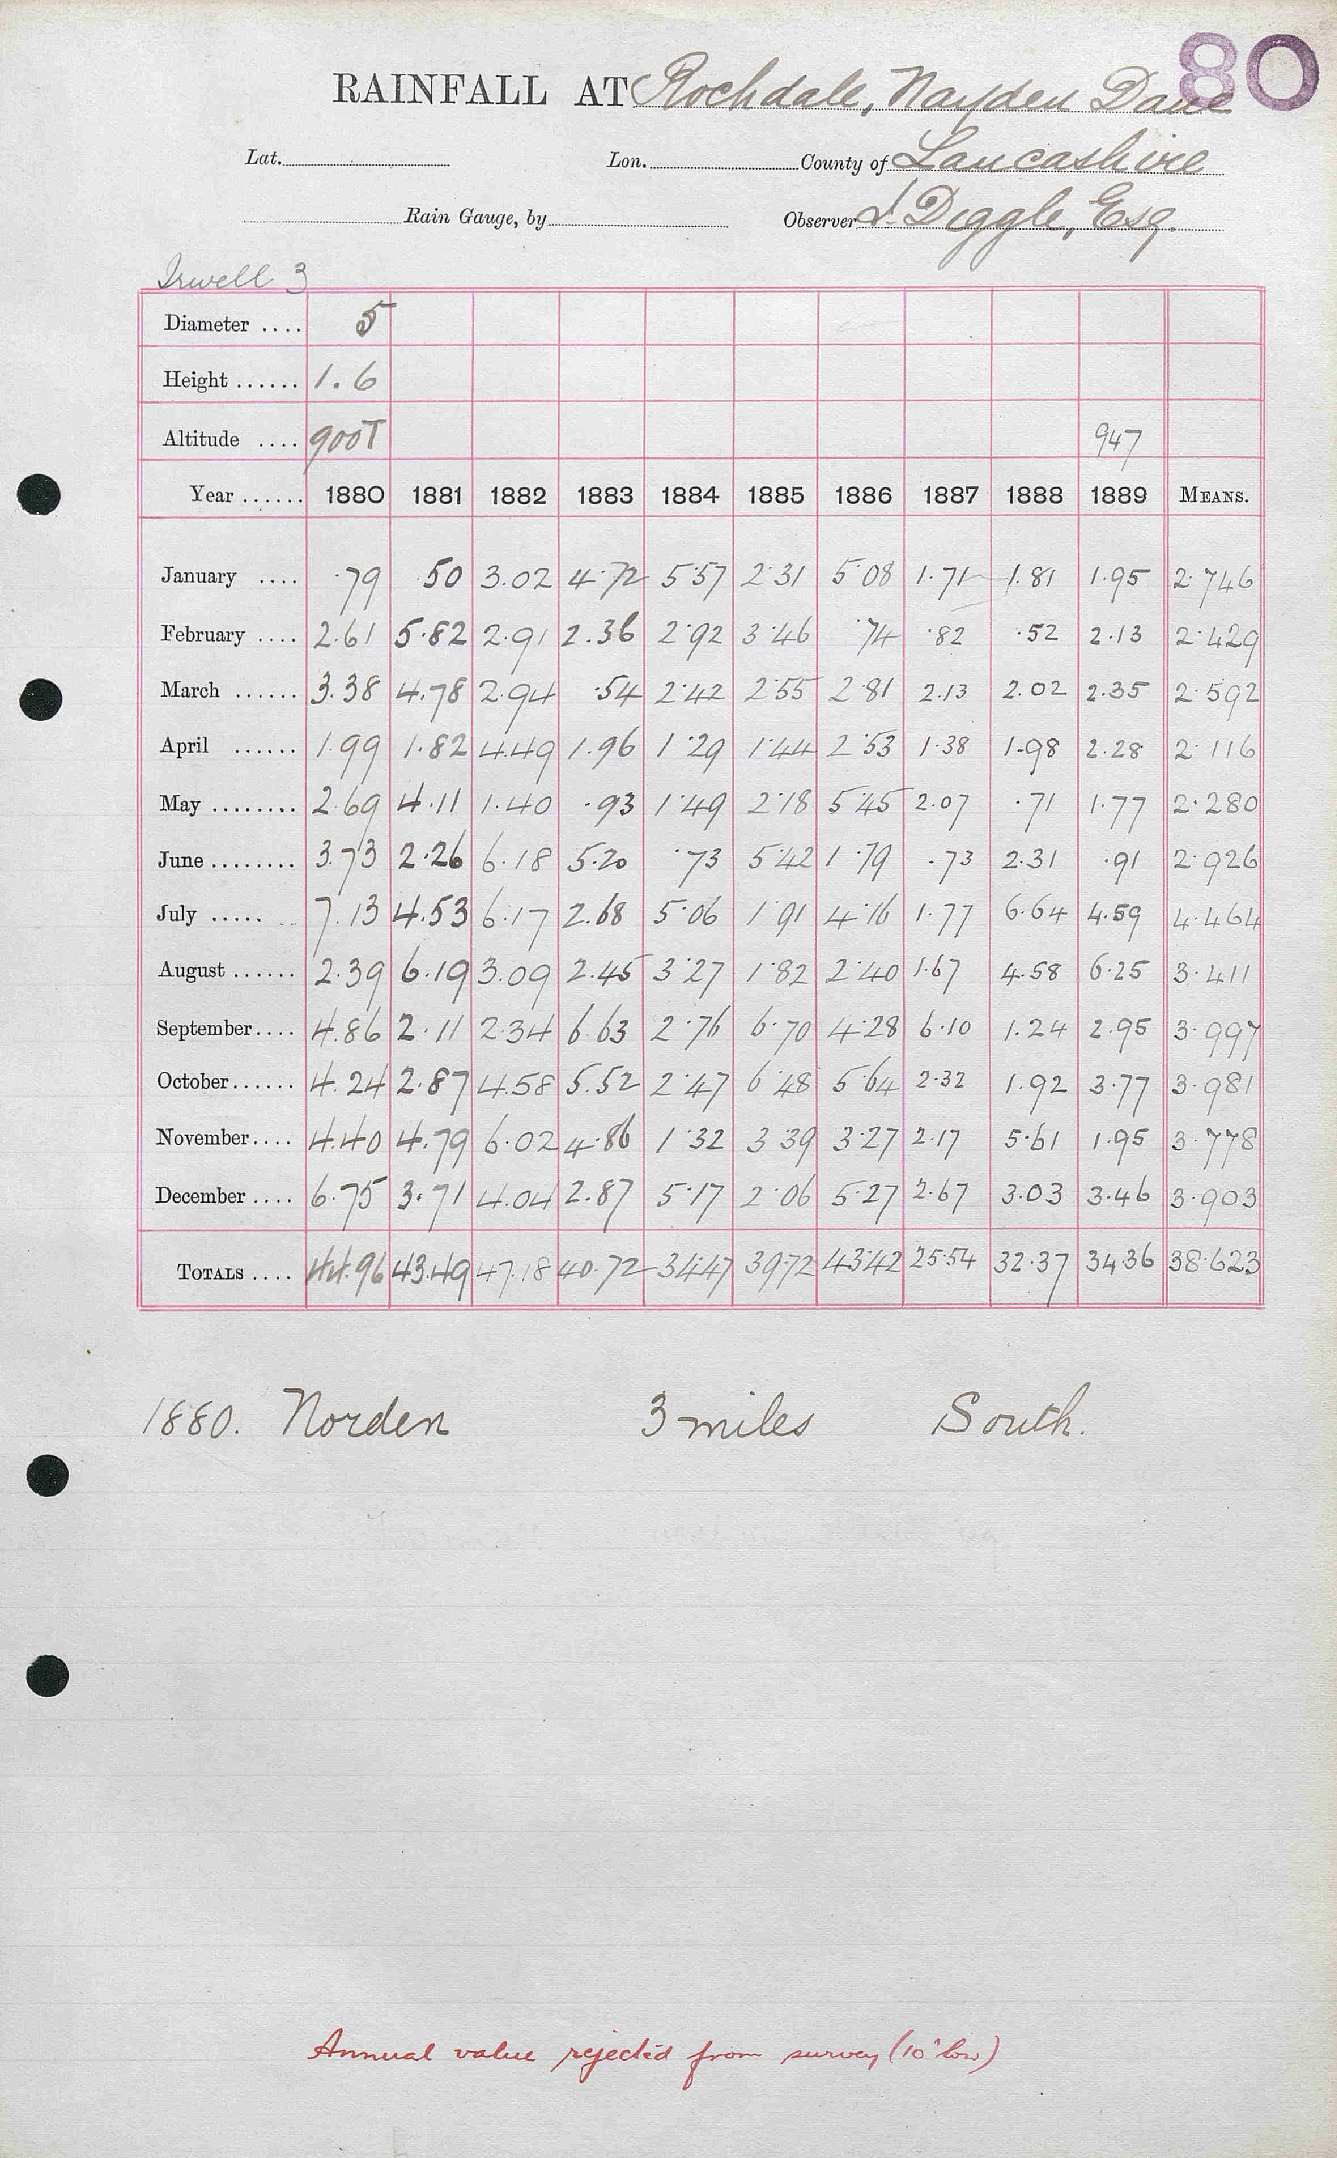 80
RAINFALL AT Rochdale, Nayden Dane
Lat. Lon. County of Lancashire
Rain Gauge, by Observer J. Diggle, Esq.
Irwell 3
Diameter .... 5
Height ...... 1.6
Altitude .... 900T 947
Year ...... 1880 1881 1882 1883 1884 1885 1886 1887 1888 1889 MEANS.
January .... .79 .50 3.02 4.72 5.57 2.31 5.08 1.71 1.81 1.95 2.746
February .... 2.61 5.82 2.91 2.36 2.92 3.46 .74 .82 .52 2.13 2.429
March ...... 3.38 4.78 2.94 .54 2.42 2.55 2.81 2.13 2.02 2.35 2.592
April ...... 1.99 1.82 4.49 1.96 1.29 1.44 2.53 1.38 1.98 2.28 2.116
May ........ 2.69 4.11 1.40 .93 1.49 2.18 5.45 2.07 .71 1.77 2.280
June ........ 3.73 2.26 6.18 5.20 .73 5.42 1.79 .73 2.31 .91 2.926
July ..... 7.13 4.53 6.17 2.68 5.06 1.91 4.16 1.77 6.64 4.59 4.464
August ...... 2.39 6.19 3.09 2.45 3.27 1.82 2.40 1.67 4.58 6.25 3.411
September.... 4.86 2.11 2.34 6.63 2.76 6.70 4.28 6.10 1.24 2.95 3.997
October...... 4.24 2.87 4.58 5.52 2.47 6.48 5.64 2.32 1.92 3.77 3.981
November.... 4.40 4.79 6.02 4.86 1.32 3.39 3.27 2.17 5.61 1.95 3.778
December .... 6.75 3.71 4.04 2.87 5.17 2.06 5.27 2.67 3.03 3.46 3.903
TOTALS .... 44.96 43.49 47.18 40.72 34.47 39.72 43.42 25.54 32.37 34.36 38.623
1880. Norden 3 miles South.
Annual value rejected from survey (10" low)